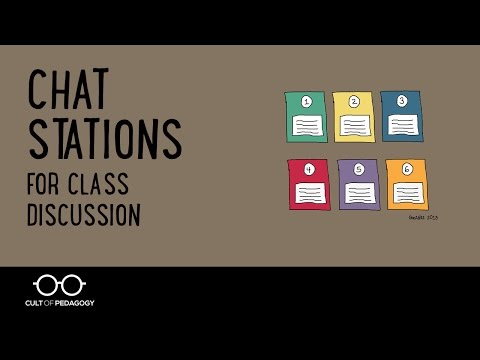 CHAT
STATIONS
FOR CLASS
DISCUSSION
1
2
3
4
5
6
CULT OF PEDAGOGY